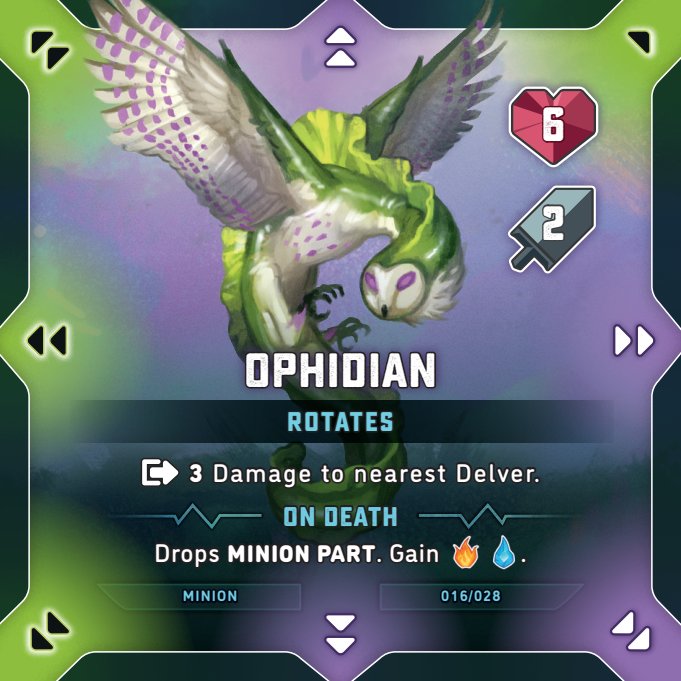 6
2
OPHIDIAN
ROTATES
3 Damage to nearest Delver.
ON DEATH
Drops MINION PART. Gain .
MINION
016/028